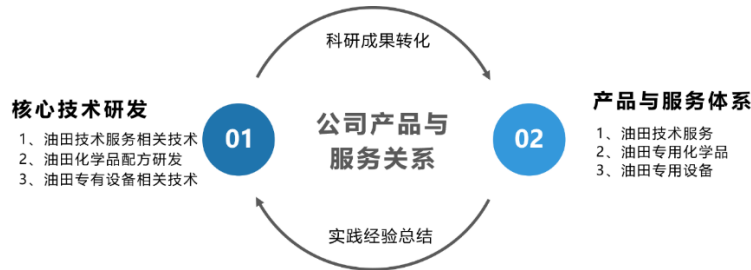 科研成果转化
核心技术研发
1、油田技术服务相关技术
2、油田化学品配方研发
3、油田专有设备相关技术
01
公司产品与
服务关系
02
产品与服务体系
1、油田技术服务
2、油田专用化学品
3、油田专用设备
实践经验总结